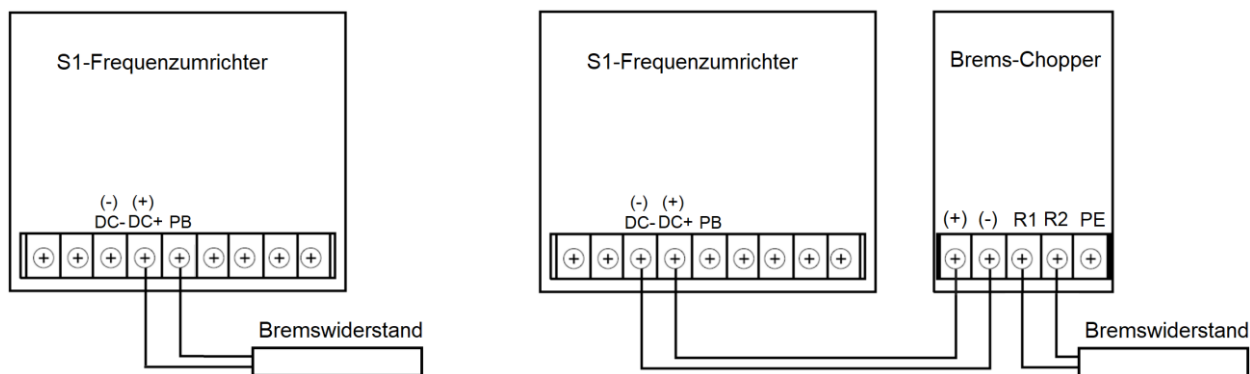 S1-Frequenzumrichter
(-) (+)
DC- DC+ PB
Bremswiderstand
S1-Frequenzumrichter
(-) (+)
DC- DC+ PB
Brems-Chopper
(+) (-) R1 R2 PE
Bremswiderstand